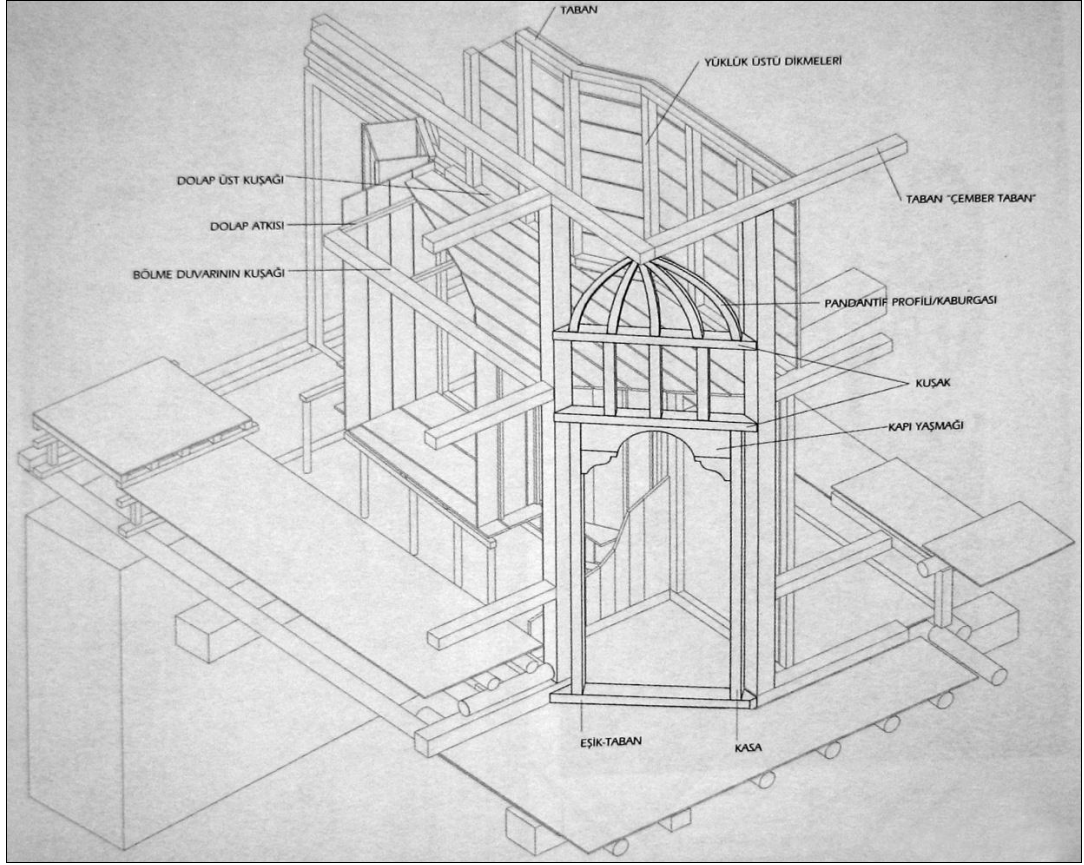 TABAN
YÜKLÜK ÜSTÜ DİKMELERİ
DOLAP ÜST KUŞAĞI
TABAN "ÇEMBER TABAN"
DOLAP ATKISI
BÖLME DUVARININ KUŞAĞI
PANDANTİF PROFİLİ/KABURGASI
KUŞAK
KAPI YAŞMAĞI
EŞİK-TABAN
KASA